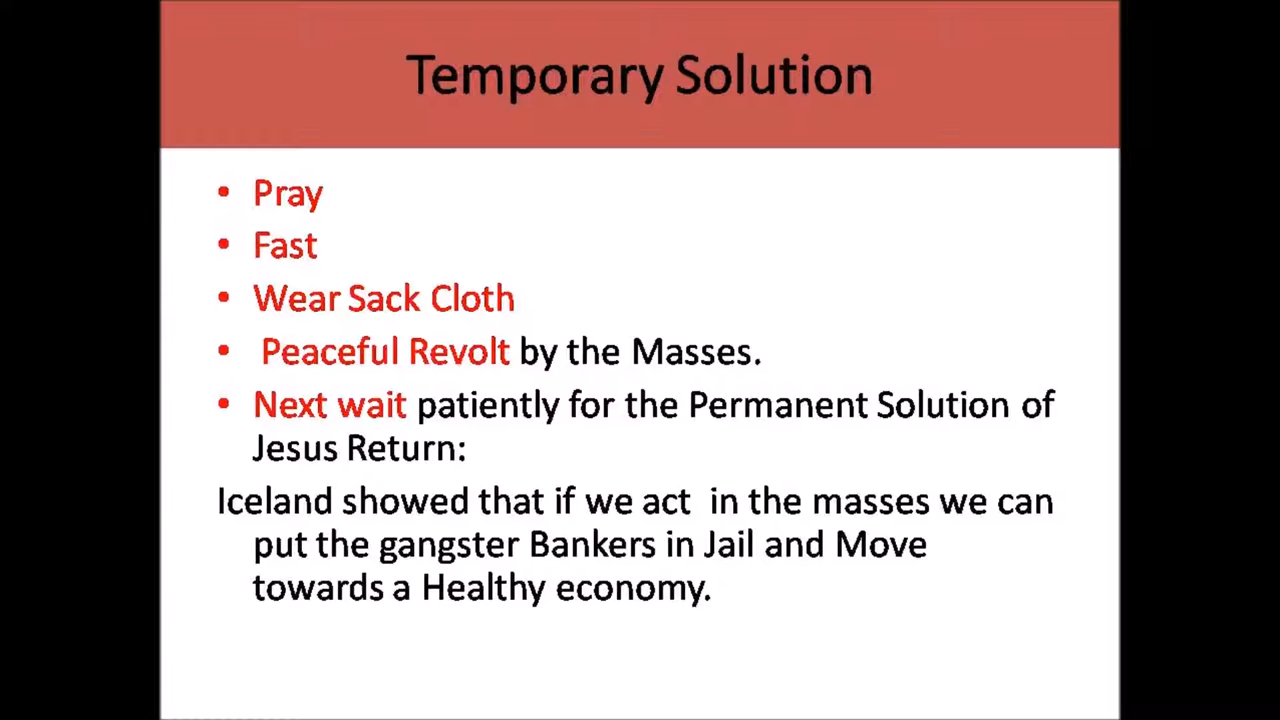 Temporary Solution
• Pray
• Fast
• Wear Sack Cloth
• Peaceful Revolt by the Masses.
• Next wait patiently for the Permanent Solution of
Jesus Return:
Iceland showed that if we act  in the masses we can
put the gangster Bankers in Jail and Move
towards a Healthy economy.